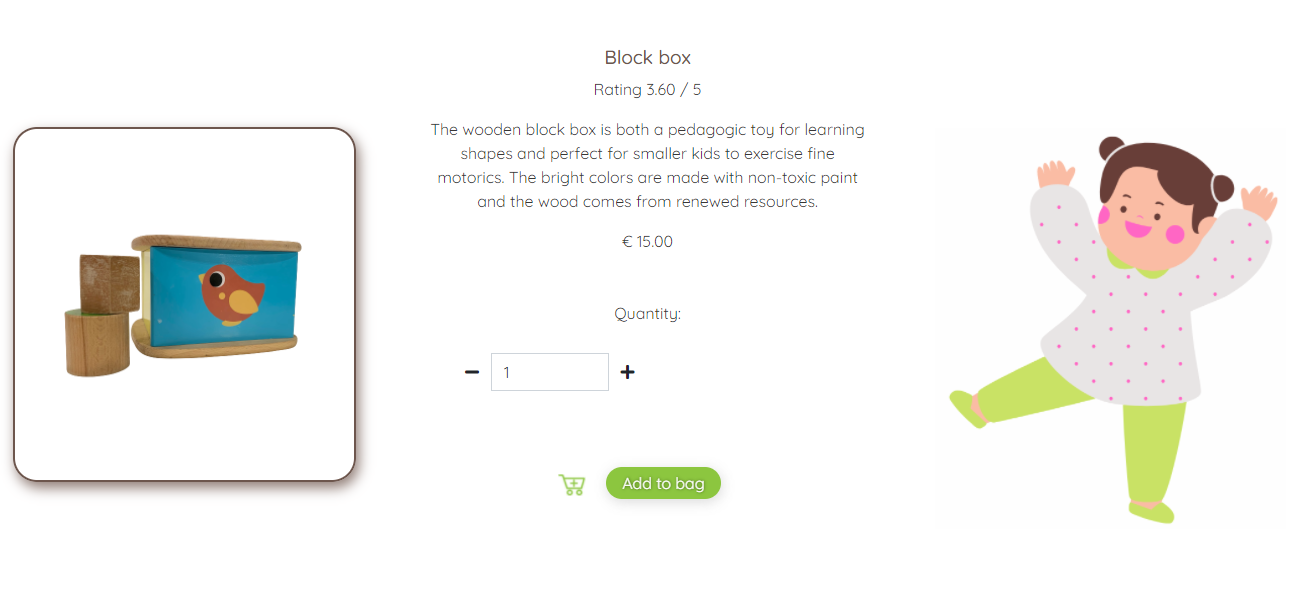 Block box
Rating 3.60 / 5
The wooden block box is both a pedagogic toy for learning
shapes and perfect for smaller kids to exercise fine
motorics. The bright colors are made with non-toxic paint
and the wood comes from renewed resources.
€ 15.00
Quantity:
1
Add to bag